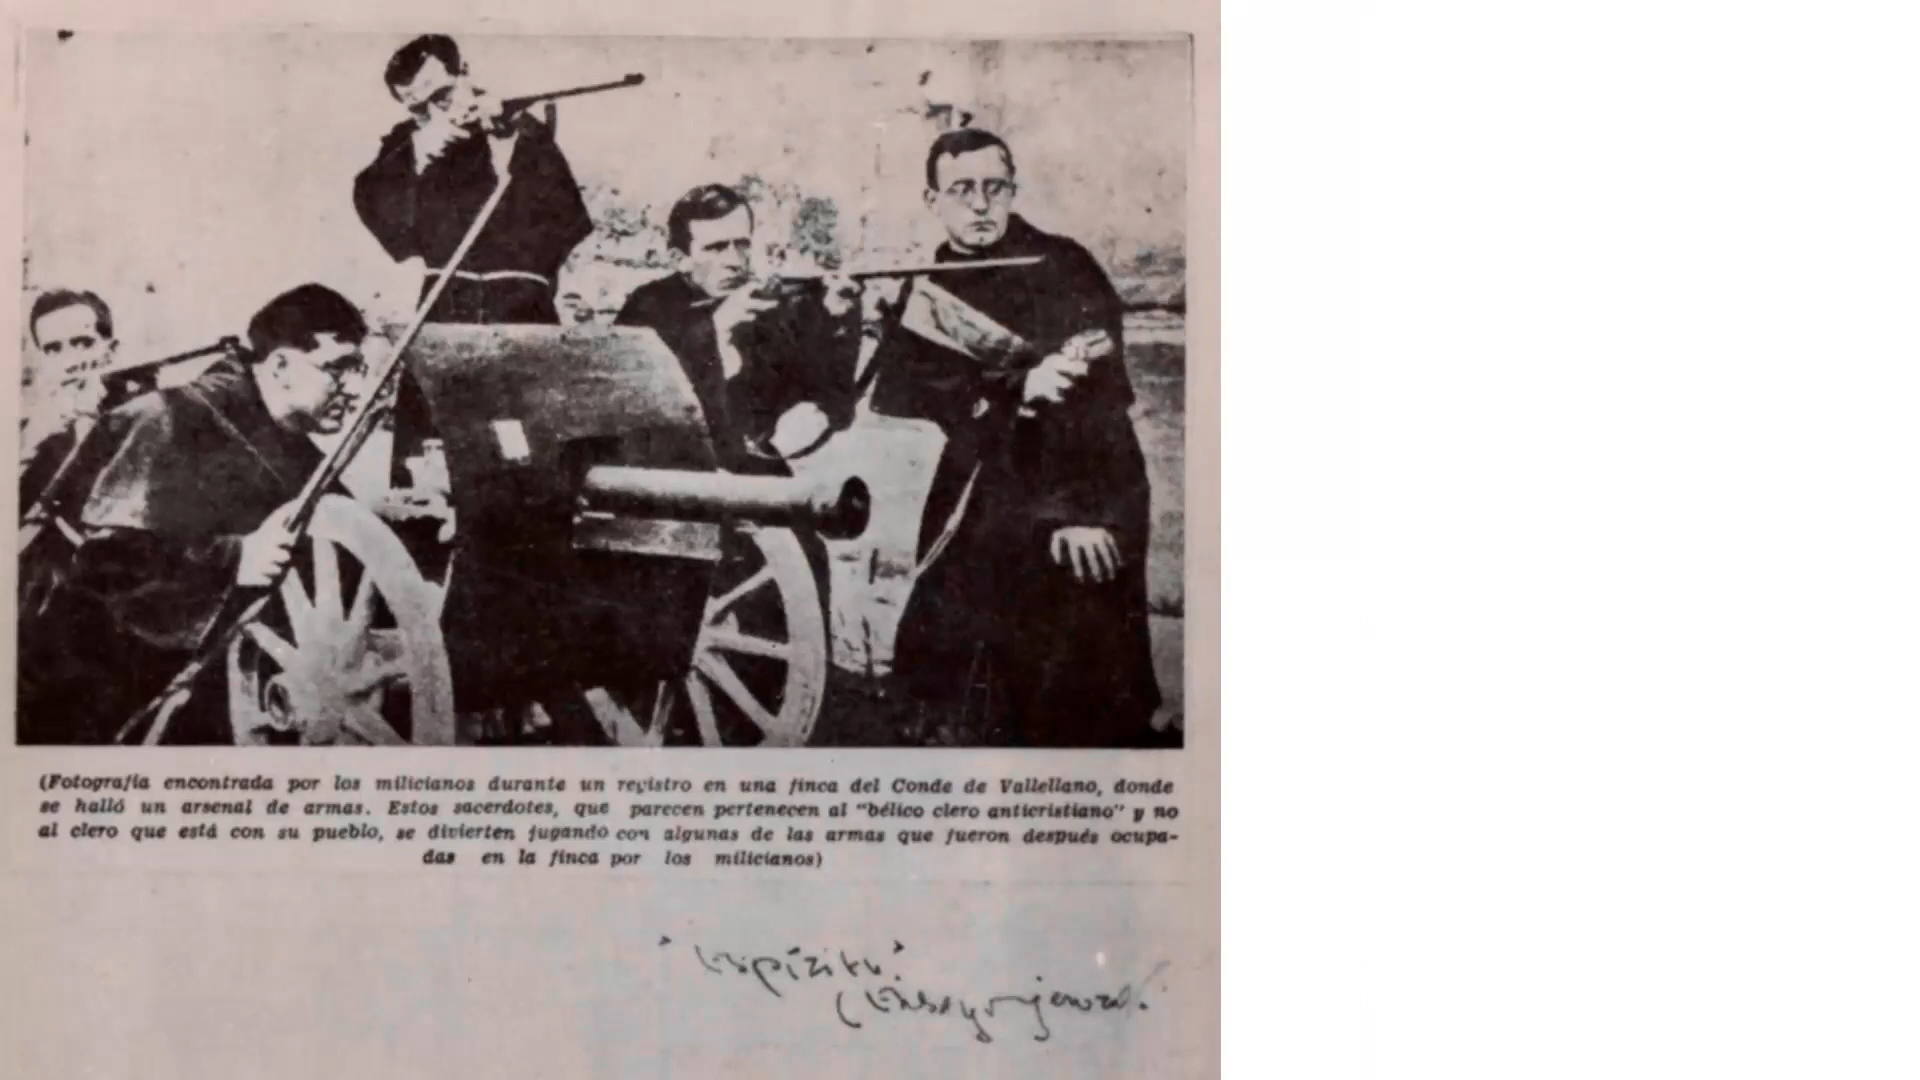 (Fotografía encontrada por los milicianos durante un registro en una finca del Conde de Vallellano, donde
se halló un arsenal de armas. Estos sacerdotes, que parecen pertenecen al "bélico clero anticristiano" y no
al clero que está con su pueblo, se divierten jugando con algunas de las armas que fueron después ocupa-
das en la finca por los milicianos)
"Espíritu".
(Ensayo general.